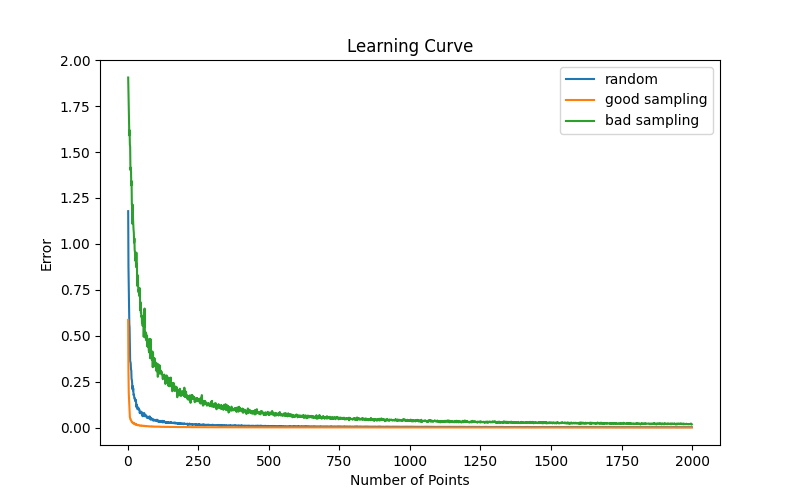 Learning Curve
2.00
1.75
1.50
1.25
1.00
0.75
0.50
0.25
0.00
Error
random
good sampling
bad sampling
0 250 500 750 1000 1250 1500 1750 2000
Number of Points